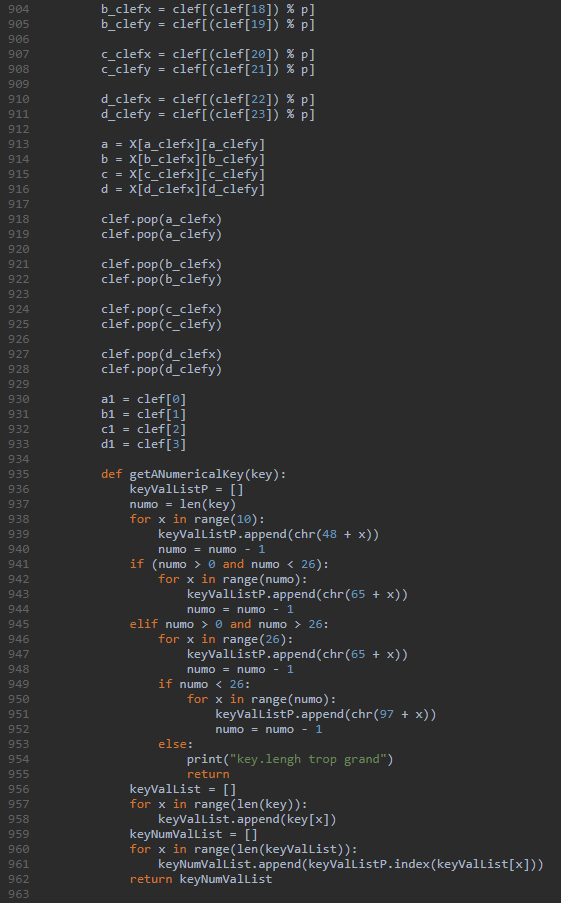 904 b_clefx = clef[(clef[18]) % p]
905 b_clefy = clef[(clef[19]) % p]
906
907 c_clefx = clef[(clef[20]) % p]
908 c_clefy = clef[(clef[21]) % p]
909
910 d_clefx = clef[(clef[22]) % p]
911 d_clefy = clef[(clef[23]) % p]
912
913 a = X[a_clefx][a_clefy]
914 b = X[b_clefx][b_clefy]
915 c = X[c_clefx][c_clefy]
916 d = X[d_clefx][d_clefy]
917
918 clef.pop(a_clefx)
919 clef.pop(a_clefy)
920
921 clef.pop(b_clefx)
922 clef.pop(b_clefy)
923
924 clef.pop(c_clefx)
925 clef.pop(c_clefy)
926
927 clef.pop(d_clefx)
928 clef.pop(d_clefy)
929
930 a1 = clef[0]
931 b1 = clef[1]
932 c1 = clef[2]
933 d1 = clef[3]
934
935 def getANumericalKey(key):
936 keyValListP = []
937 numo = len(key)
938 for x in range(10):
939 keyValListP.append(chr(48 + x))
940 numo = numo - 1
941 if (numo > 0 and numo < 26):
942 for x in range(numo):
943 keyValListP.append(chr(65 + x))
944 numo = numo - 1
945 elif numo > 0 and numo > 26:
946 for x in range(26):
947 keyValListP.append(chr(65 + x))
948 numo = numo - 1
949 if numo < 26:
950 for x in range(numo):
951 keyValListP.append(chr(97 + x))
952 numo = numo - 1
953 else:
954 print("key.lengh trop grand")
955 return
956 keyValList = []
957 for x in range(len(key)):
958 keyValList.append(key[x])
959 keyNumValList = []
960 for x in range(len(keyValList)):
961 keyNumValList.append(keyValListP.index(keyValList[x]))
962 return keyNumValList
963